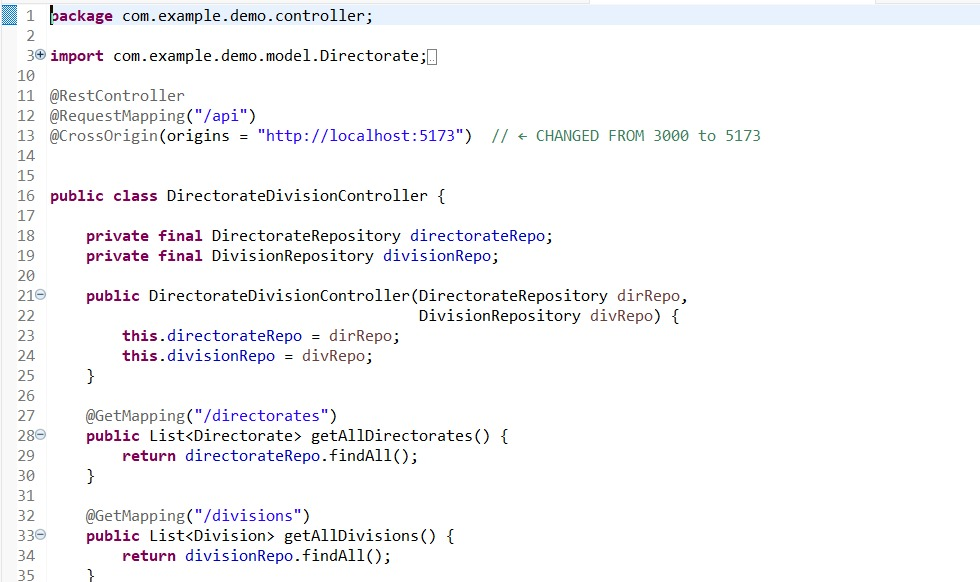 1 package com.example.demo.controller;
2
3 import com.example.demo.model.Directorate;
10
11 @RestController
12 @RequestMapping("/api")
13 @CrossOrigin(origins = "http://localhost:5173")  // ← CHANGED FROM 3000 to 5173
14
15
16 public class DirectorateDivisionController {
17
18     private final DirectorateRepository directorateRepo;
19     private final DivisionRepository divisionRepo;
20
21     public DirectorateDivisionController(DirectorateRepository dirRepo,
22                                          DivisionRepository divRepo) {
23         this.directorateRepo = dirRepo;
24         this.divisionRepo = divRepo;
25     }
26
27     @GetMapping("/directorates")
28     public List<Directorate> getAllDirectorates() {
29         return directorateRepo.findAll();
30     }
31
32     @GetMapping("/divisions")
33     public List<Division> getAllDivisions() {
34         return divisionRepo.findAll();
35     }